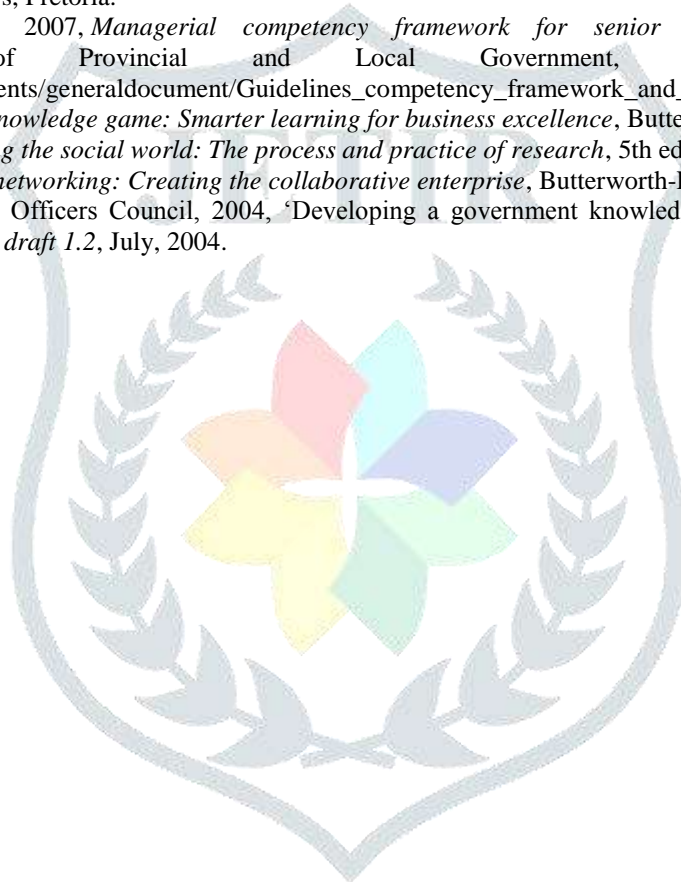 s, Pretoria.
2007, Managerial competency framework for senior
of Provincial and Local Government,
ents/generaldocument/Guidelines_competency_framework_and_
nowledge game: Smarter learning for business excellence, Butte
ng the social world: The process and practice of research, 5th ed
networking: Creating the collaborative enterprise, Butterworth-
Officers Council, 2004, ‘Developing a government knowled
draft 1.2, July, 2004.
JETIR